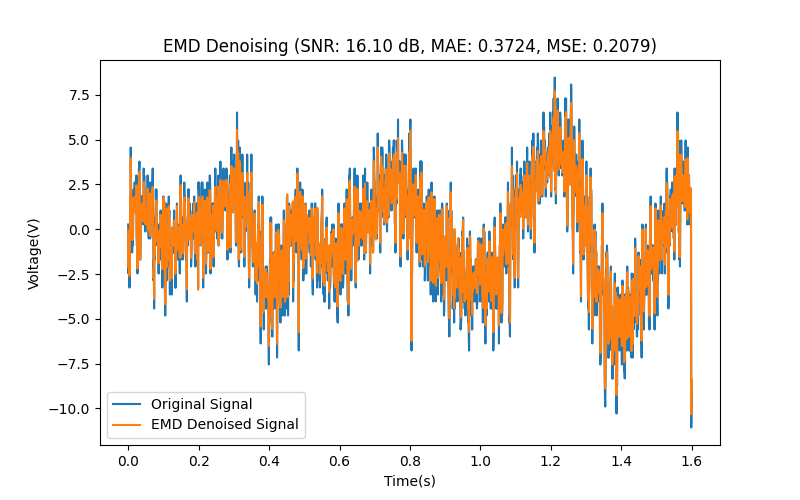 EMD Denoising (SNR: 16.10 dB, MAE: 0.3724, MSE: 0.2079)
Voltage(V)
7.5
5.0
2.5
0.0
−2.5
−5.0
−7.5
−10.0
Original Signal
EMD Denoised Signal
0.0 0.2 0.4 0.6 0.8 1.0 1.2 1.4 1.6
Time(s)